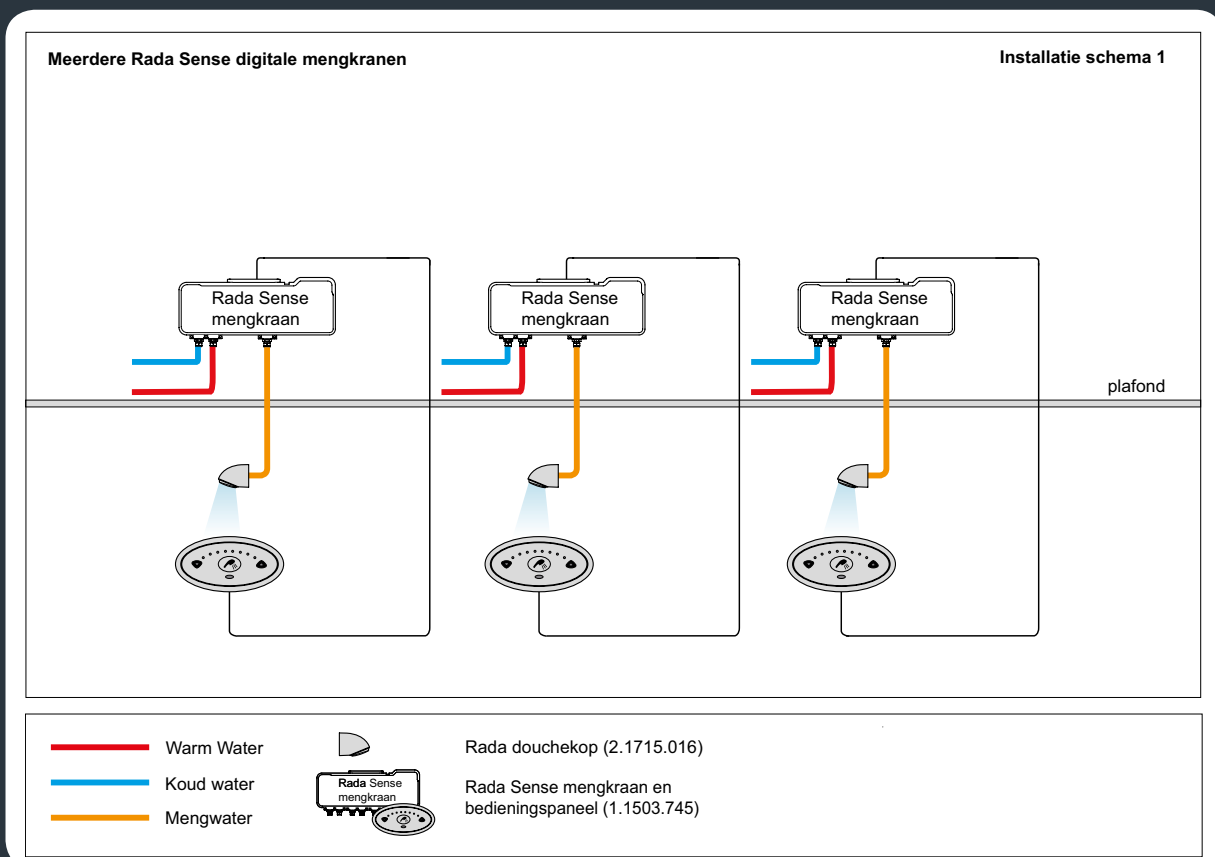 Meerdere Rada Sense digitale mengkranen
Installatie schema 1
Rada Sense
mengkraan
Rada Sense
mengkraan
Rada Sense
mengkraan
plafond
Warm Water
Koud water
Mengwater
Rada Sense
mengkraan
Rada douchekop (2.1715.016)
Rada Sense mengkraan en
bedieningspaneel (1.1503.745)